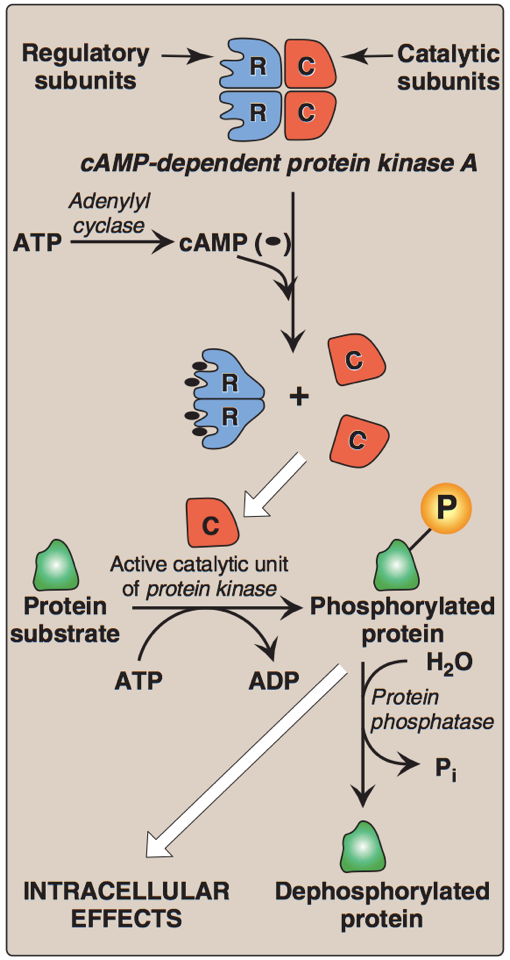 Regulatory
subunits
R C
R C
Catalytic
subunits
cAMP-dependent protein kinase A
Adenylyl
cyclase
ATP
cAMP ( )
R
R
+
C
C
C
P
Active catalytic unit
of protein kinase
Protein
substrate
Phosphorylated
protein
ATP
ADP
H₂O
Protein
phosphatase
Pᵢ
INTRACELLULAR
EFFECTS
Dephosphorylated
protein